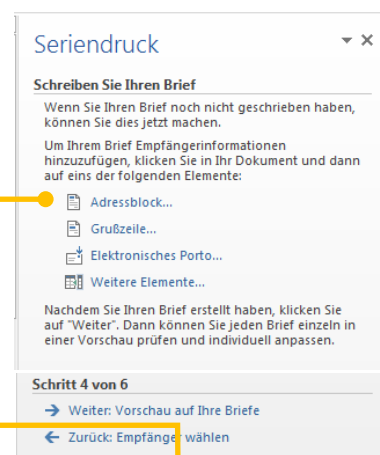 Seriendruck
Schreiben Sie Ihren Brief
Wenn Sie Ihren Brief noch nicht geschrieben haben,
können Sie dies jetzt machen.
Um Ihrem Brief Empfängerinformationen
hinzuzufügen, klicken Sie in Ihr Dokument und dann
auf eins der folgenden Elemente:
Adressblock...
Grußzeile...
Elektronisches Porto...
Weitere Elemente...
Nachdem Sie Ihren Brief erstellt haben, klicken Sie
auf "Weiter". Dann können Sie jeden Brief einzeln in
einer Vorschau prüfen und individuell anpassen.
Schritt 4 von 6
Weiter: Vorschau auf Ihre Briefe
Zurück: Empfänger wählen